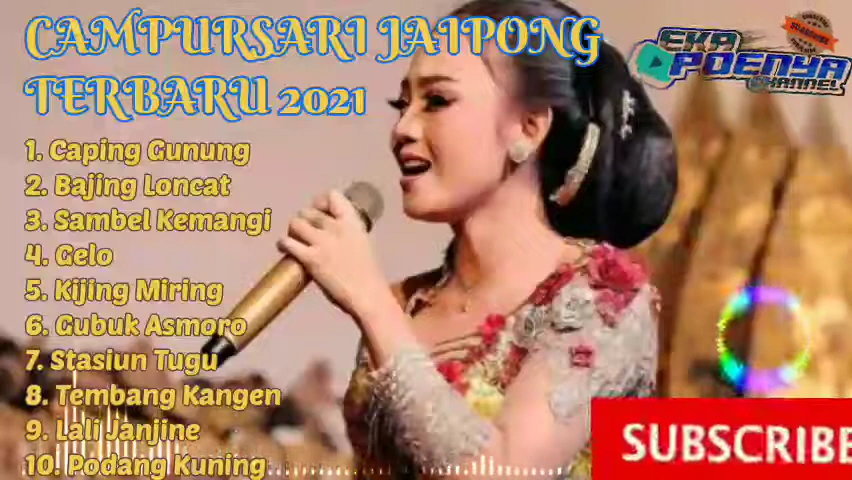 CAMPURSARI JAIPONG
TERBARU 2021
1. Caping Gunung
2. Bajing Loncat
3. Sambel Kemangi
4. Gelo
5. Kijing Miring
6. Gubuk Asmoro
7. Stasiun Tugu
8. Tembang Kangen
9. Lali Janjine
10. Podang Kuning
EKA
POENYA
CHANNEL
SUBSCRIBE
SUBSCRIBE